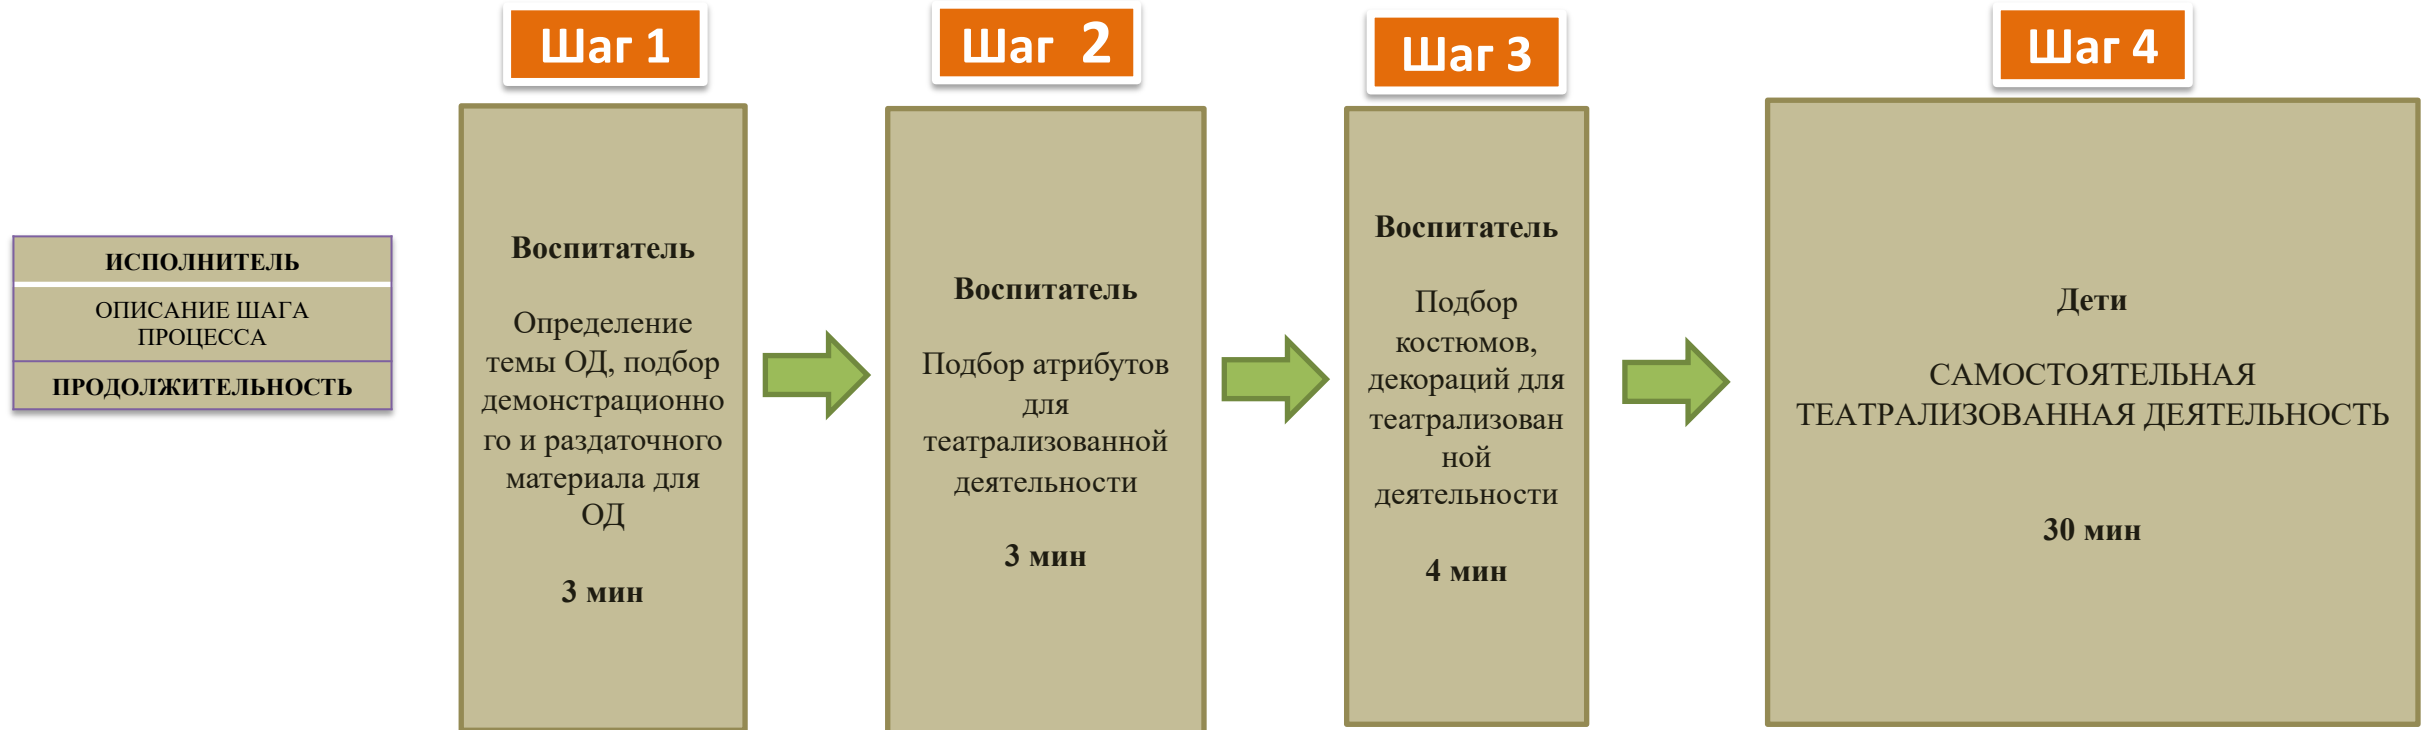 Шаг 1
Шаг 2
Шаг 3
Шаг 4
ИСПОЛНИТЕЛЬ
ОПИСАНИЕ ШАГА
ПРОЦЕССА
ПРОДОЛЖИТЕЛЬНОСТЬ
Воспитатель
Определение
темы ОД, подбор
демонстрационно
го и раздаточного
материала для
ОД
3 мин
Воспитатель
Подбор атрибутов
для
театрализованной
деятельности
3 мин
Воспитатель
Подбор
костюмов,
декораций для
театрализован
ной
деятельности
4 мин
Дети
САМОСТОЯТЕЛЬНАЯ
ТЕАТРАЛИЗОВАННАЯ ДЕЯТЕЛЬНОСТЬ
30 мин